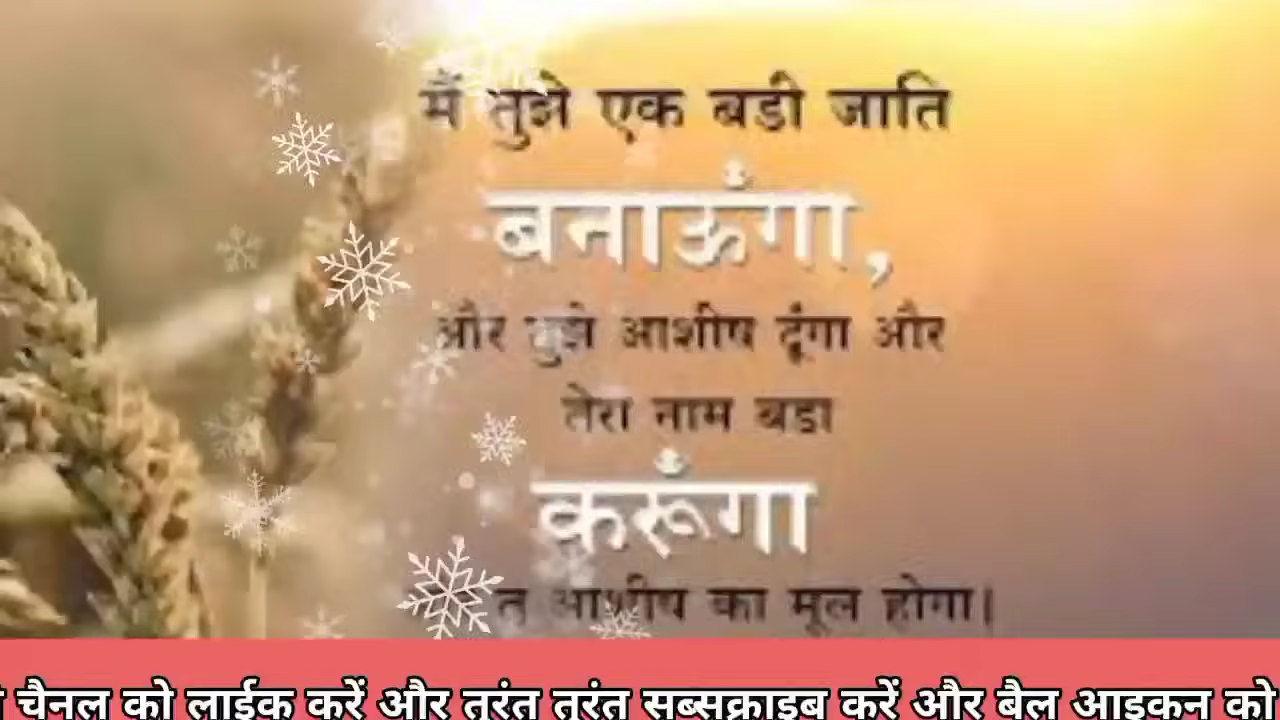 मैं तुझे एक बडी जाति
बनाऊँगा,
और तुझे आशीष दूंगा और
तेरा नाम बडा
करूँगा
त आशीष का मूल होगा।
चैनल को लाईक करें और तुरंत तुरंत सब्सक्राइब करें और बैल आइकन को